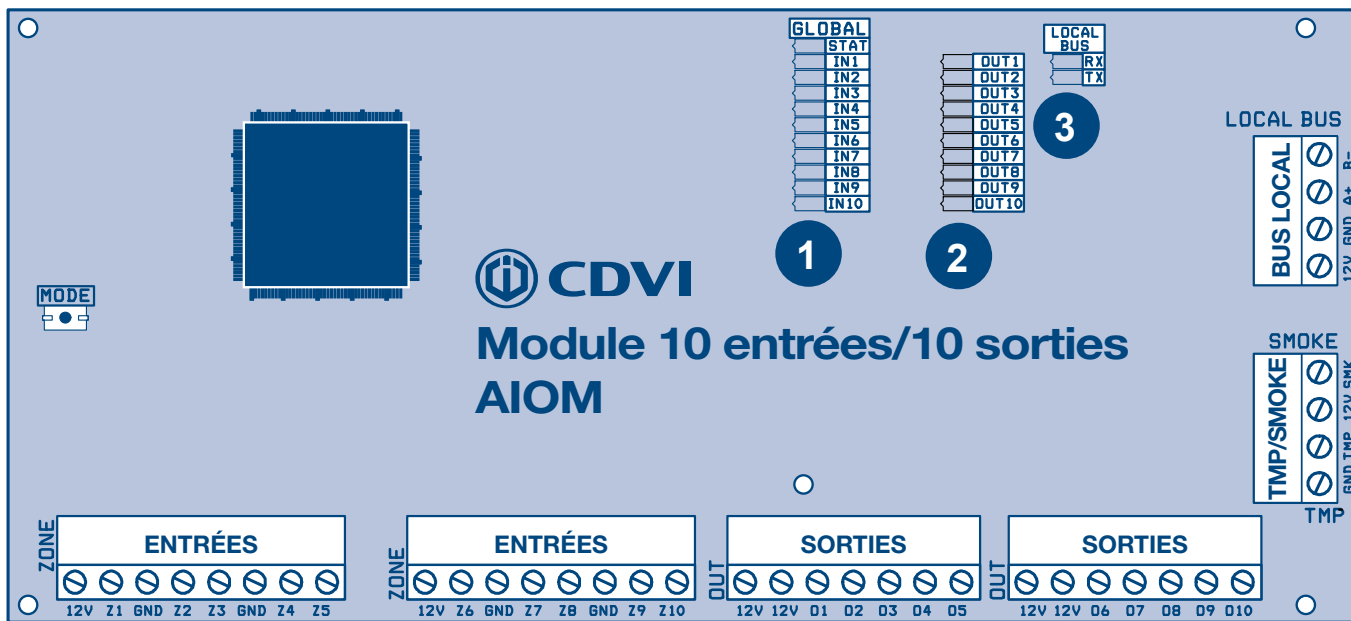 GLOBAL
STAT
IN1
IN2
IN3
IN4
IN5
IN6
IN7
IN8
IN9
IN10
OUT1
OUT2
OUT3
OUT4
OUT5
OUT6
OUT7
OUT8
OUT9
OUT10
LOCAL
BUS
RX
TX
1
2
3
LOCAL BUS
BUS LOCAL
12V GND A+ B-
MODE
CDVI
Module 10 entrées/10 sorties
AIOM
SMOKE
TMP/SMOKE
GND TMP 12V SMK
TMP
ZONE
ENTRÉES
12V Z1 GND Z2 Z3 GND Z4 Z5
ZONE
ENTRÉES
12V Z6 GND Z7 Z8 GND Z9 Z10
OUT
SORTIES
12V 12V O1 O2 O3 O4 O5
OUT
SORTIES
12V 12V O6 O7 O8 O9 O10